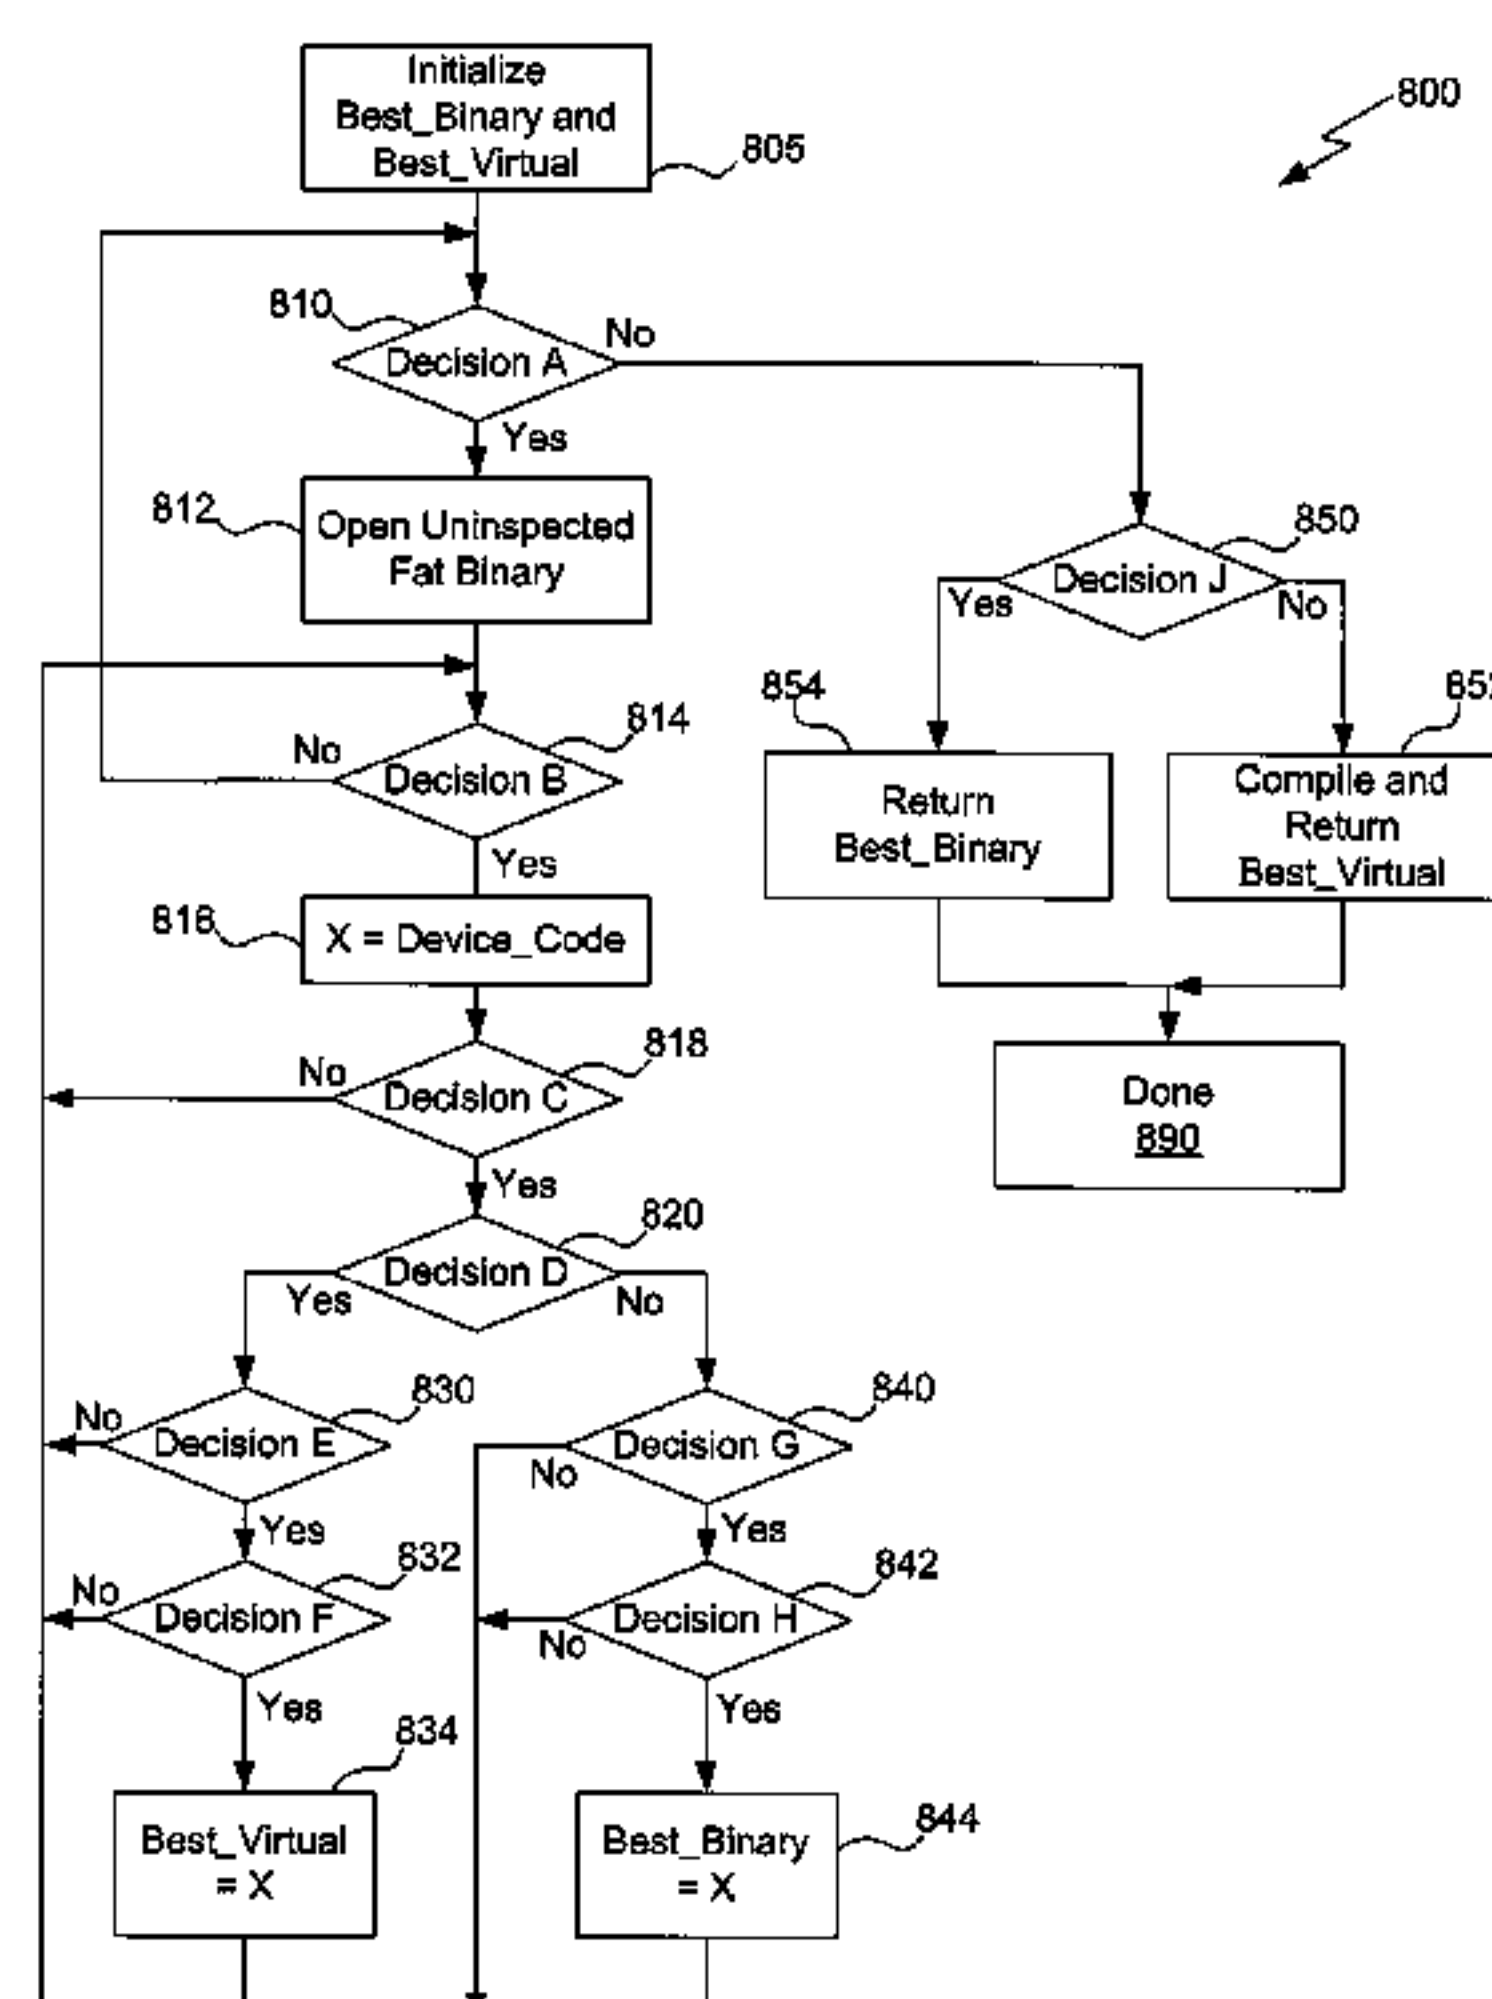 Initialize
Best_Binary and
Best_Virtual
805
800
810
Decision A
No
Yes
812
Open Uninspected
Fat Binary
850
Decision J
Yes
No
814
No
Decision B
Yes
854
Return
Best_Binary
Compile and
Return
Best_Virtual
816
X = Device_Code
818
No
Decision C
Yes
Done
890
820
Decision D
Yes
No
830
No
Decision E
Yes
840
Decision G
No
Yes
832
No
Decision F
Yes
842
Decision H
No
Yes
834
Best_Virtual
= X
844
Best_Binary
= X